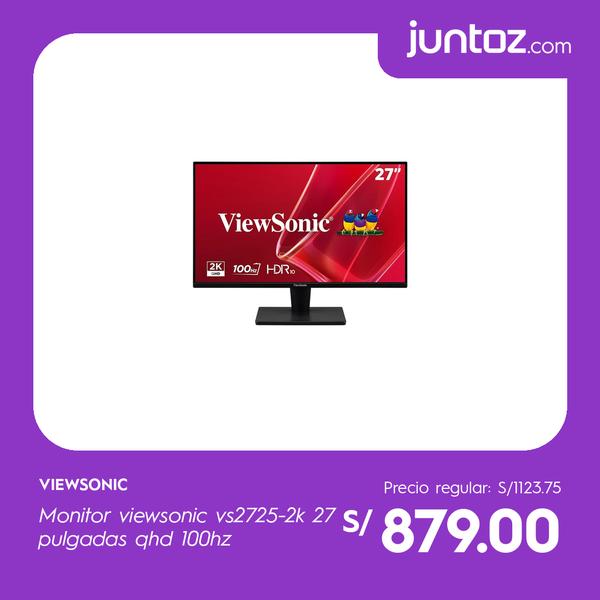 juntoz.com
27"
ViewSonic
2K
QHD
100Hz
HDR10
ViewSonic
VIEWSONIC
Monitor viewsonic vs2725-2k 27
pulgadas qhd 100hz
Precio regular: S/1123.75
S/ 879.00